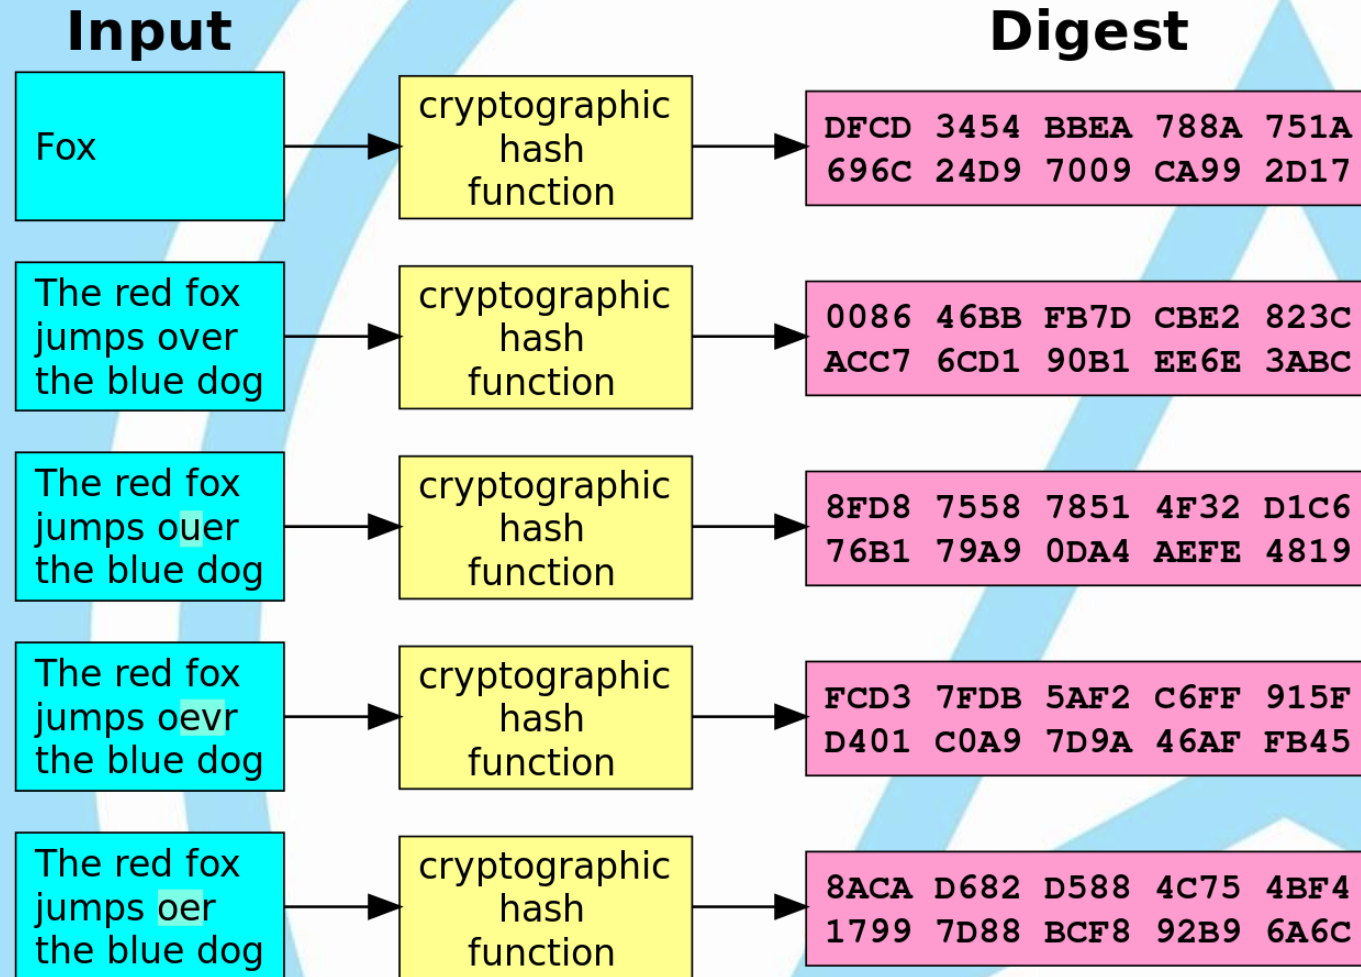 Input
Digest
Fox
cryptographic
hash
function
DFCD 3454 BBEA 788A 751A
696C 24D9 7009 CA99 2D17
The red fox
jumps over
the blue dog
cryptographic
hash
function
0086 46BB FB7D CBE2 823C
ACC7 6CD1 90B1 EE6E 3ABC
The red fox
jumps ouer
the blue dog
cryptographic
hash
function
8FD8 7558 7851 4F32 D1C6
76B1 79A9 0DA4 AEFE 4819
The red fox
jumps oevr
the blue dog
cryptographic
hash
function
FCD3 7FDB 5AF2 C6FF 915F
D401 C0A9 7D9A 46AF FB45
The red fox
jumps oer
the blue dog
cryptographic
hash
function
8ACA D682 D588 4C75 4BF4
1799 7D88 BCF8 92B9 6A6C